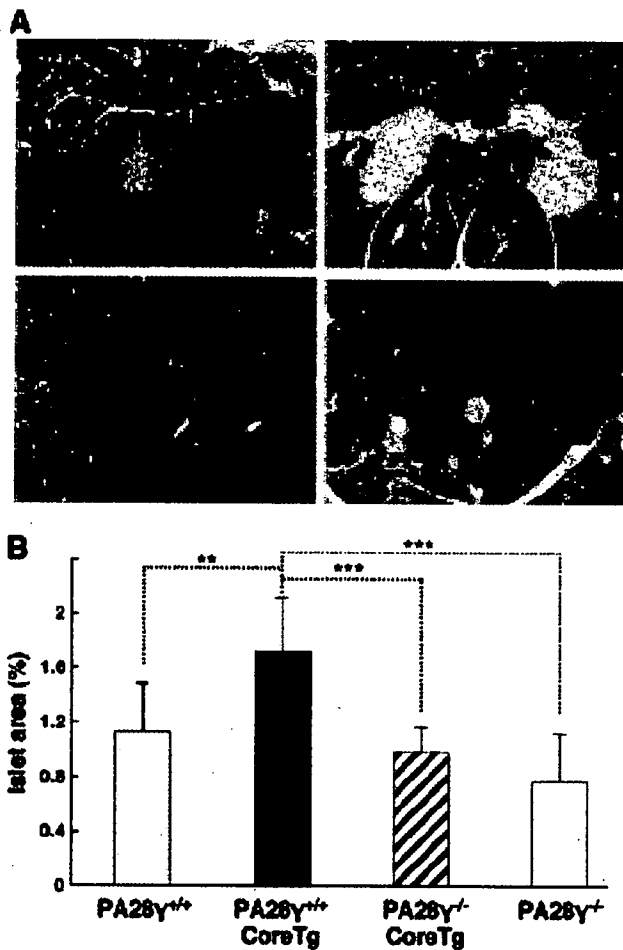 A
B
** *** ***
Islet area (%)
2
1.6
1.2
0.8
0.4
0
PA28γ+/+ PA28γ+/+ PA28γ-/- PA28γ-/-
CoreTg CoreTg